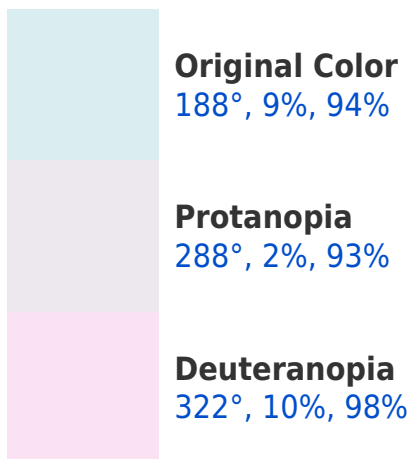 Original Color
188°, 9%, 94%
Protanopia
288°, 2%, 93%
Deuteranopia
322°, 10%, 98%